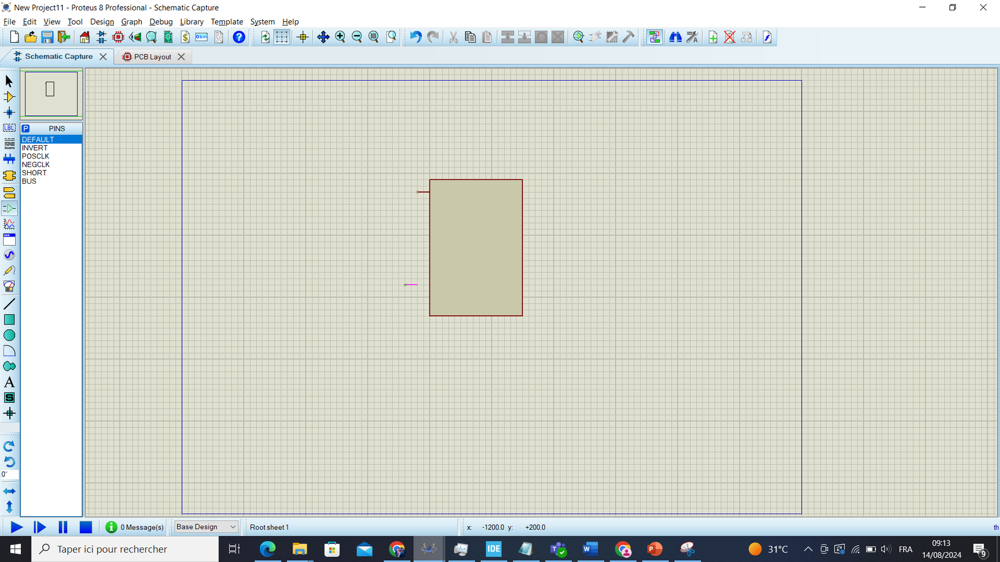 New Project11 - Proteus 8 Professional - Schematic Capture
File Edit View Tool Design Graph Debug Library Template System Help
Schematic Capture PCB Layout
LBL
P PINS
DEFAULT
INVERT
POSCLK
NEGCLK
SHORT
BUS
A
S
0°
0 Message(s) Base Design Root sheet 1 x: -1200.0 y: +200.0 th
Taper ici pour rechercher IDE 31°C FRA 09:13
14/08/2024 9